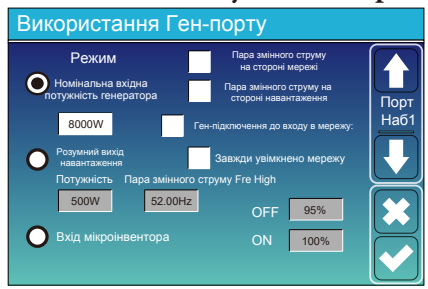 Використання Ген-порту
Режим
Пара змінного струму
на стороні мережі
Номінальна вхідна
потужність генератора
Пара змінного струму на
стороні навантаження
Порт
Наб1
8000W
Ген-підключення до входу в мережу:
Розумний вихід
навантаження
Завжди увімкнено мережу
Потужність Пара змінного струму Fre High
500W 52.00Hz
OFF 95%
Вхід мікроінвентора
ON 100%